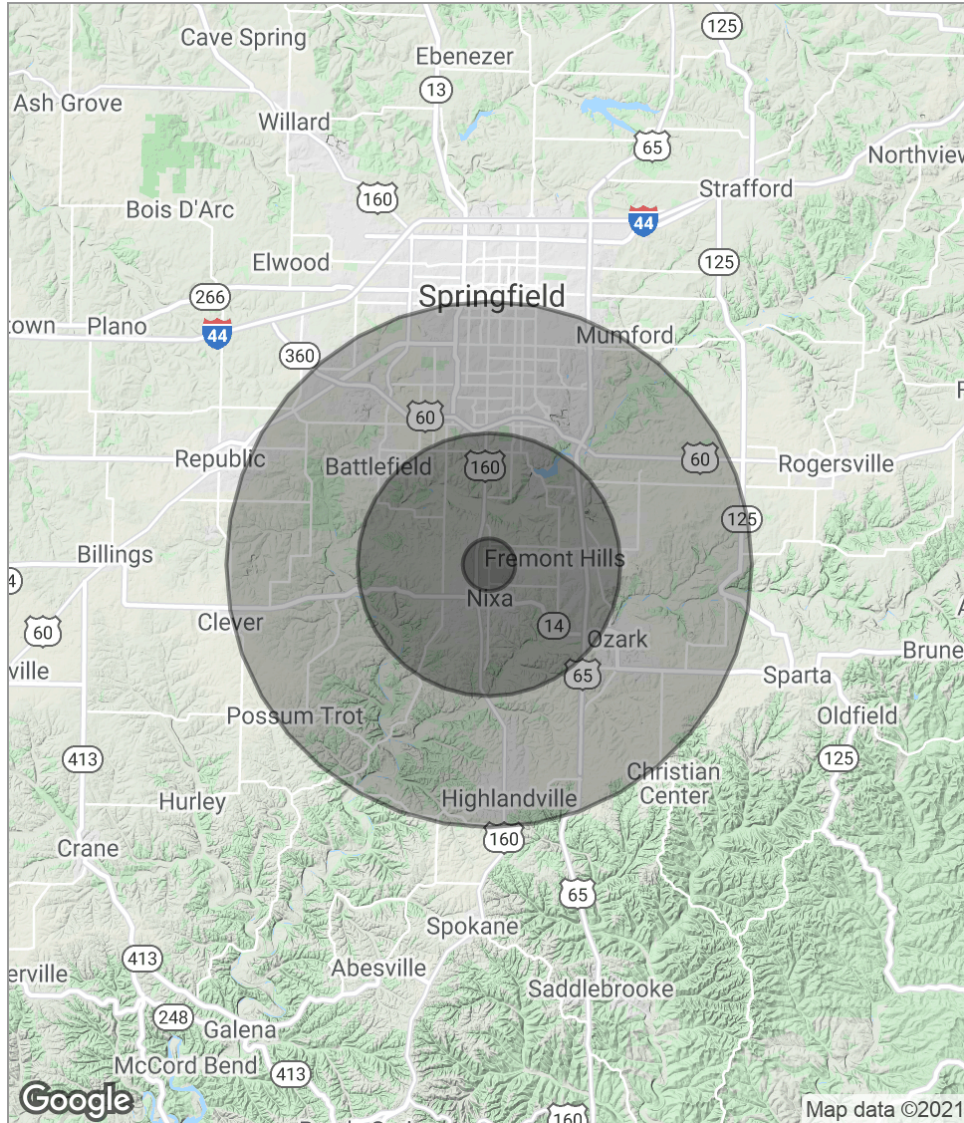 125
Cave Spring
Ebenezer
13
Ash Grove
Willard
65
Northview
160
Strafford
Bois D'Arc
44
Elwood
125
266
Springfield
town
Plano
44
Mumford
360
60
Republic
Battlefield
160
60
Rogersville
125
Billings
Fremont Hills
4
Nixa
Clever
14
60
Ozark
Brune
ville
65
Sparta
Possum Trot
Oldfield
413
125
Christian
Center
Hurley
Highlandville
160
Crane
65
Spokane
413
erville
Abesville
Saddlebrooke
248
Galena
McCord Bend
413
Google
160
Map data ©2021